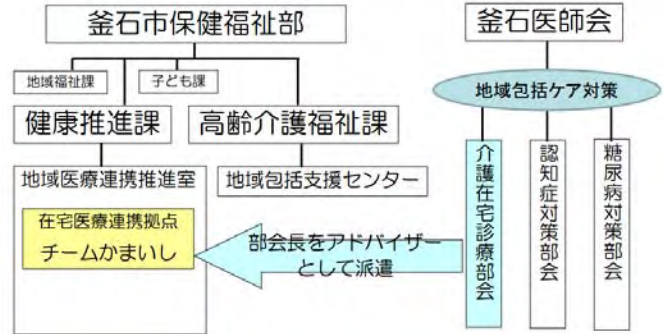 釜石市保健福祉部
釜石医師会
地域福祉課
子ども課
地域包括ケア対策
健康推進課
高齢介護福祉課
地域医療連携推進室
地域包括支援センター
在宅医療連携拠点
チームかまいし
部会長をアドバイザー
として派遣
介護在宅診療部会
認知症対策部会
糖尿病対策部会